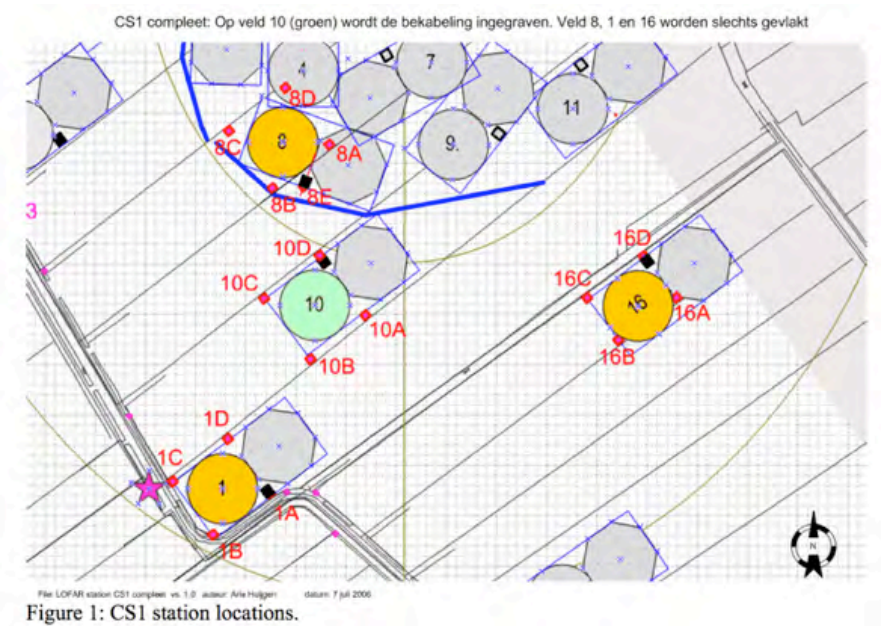 CS1 compleet: Op veld 10 (groen) wordt de bekabeling ingegraven. Veld 8, 1 en 16 worden slechts gevlakt
4
7
8D
11
8C
8
8A
9.
8B
8E
3
10D
16D
10C
16C
10
16
16A
10A
16B
10B
1D
1C
1
1A
1B
N
File: LOFAR station CS1 compleet vs. 1.0 auteur: Arie Huijgen datum: 7 juli 2006
Figure 1: CS1 station locations.